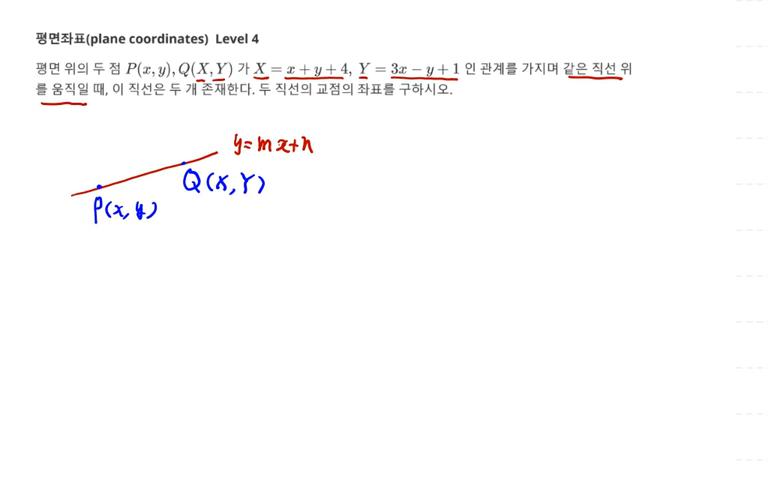 평면좌표(plane coordinates) Level 4
평면 위의 두 점 P(x, y), Q(X, Y) 가 X = x + y + 4, Y = 3x − y + 1 인 관계를 가지며 같은 직선 위
를 움직일 때, 이 직선은 두 개 존재한다. 두 직선의 교점의 좌표를 구하시오.
y=mx+n
Q(X, Y)
P(x, y)